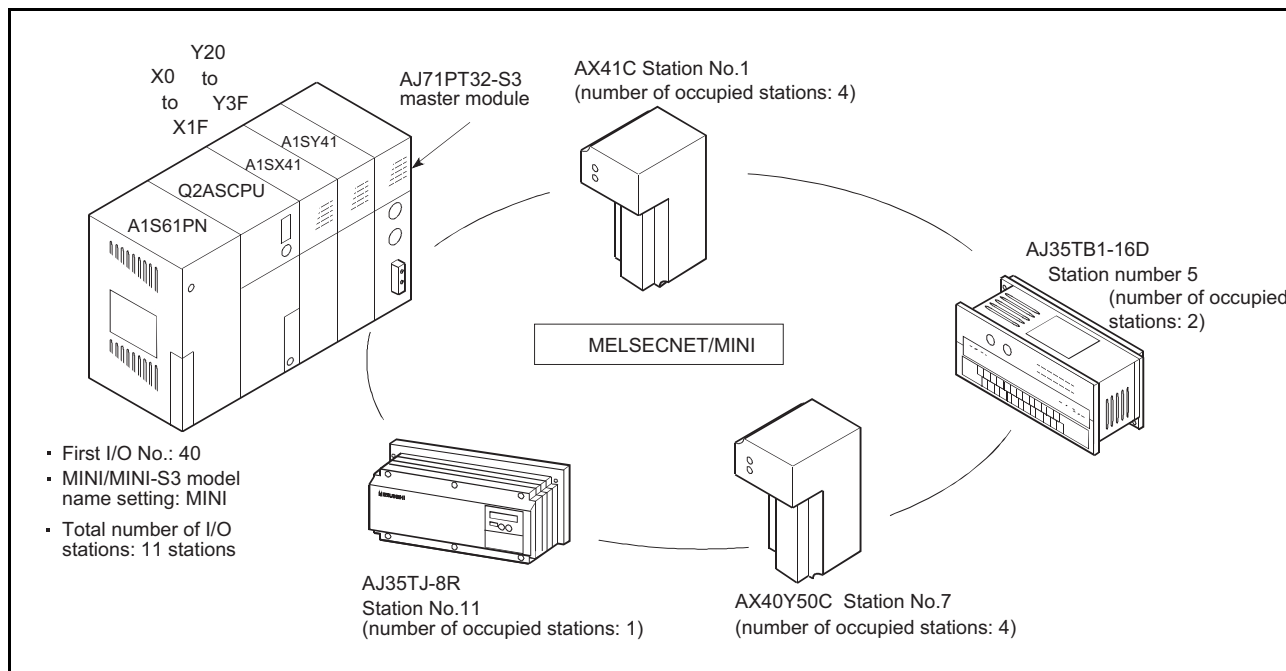 Y20
X0 to
to Y3F
X1F
AJ71PT32-S3
master module
A1SY41
A1SX41
Q2ASCPU
A1S61PN
AX41C Station No.1
(number of occupied stations: 4)
AJ35TB1-16D
Station number 5
(number of occupied
stations: 2)
MELSECNET/MINI
▪ First I/O No.: 40
▪ MINI/MINI-S3 model
name setting: MINI
▪ Total number of I/O
stations: 11 stations
MITSUBISHI
AJ35TJ-8R
Station No.11
(number of occupied stations: 1)
AX40Y50C Station No.7
(number of occupied stations: 4)